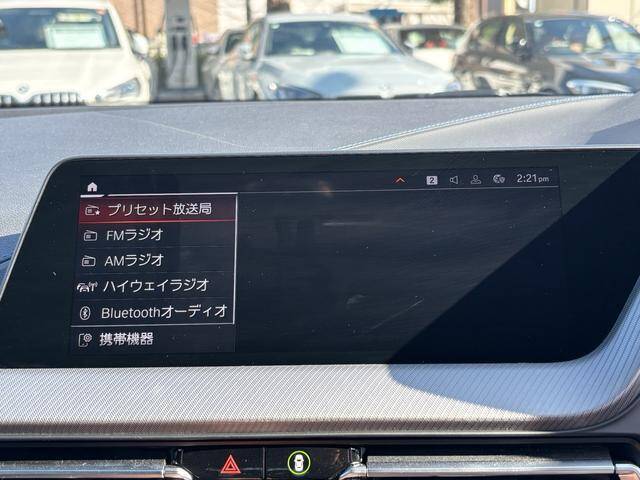 2 2:21pm
プリセット放送局
FMラジオ
AMラジオ
ハイウェイラジオ
Bluetoothオーディオ
携帯機器